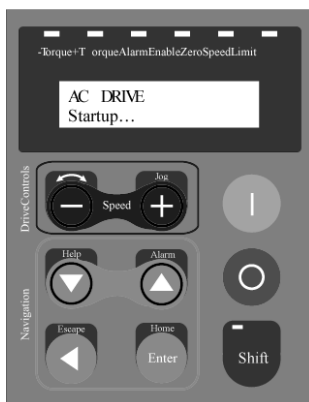 -Torque+T orqueAlarmEnableZeroSpeedLimit
AC DRIVE
Startup...
DriveControls
Jog
Speed
Navigation
Help
Alarm
Escape
Home
Enter
Shift